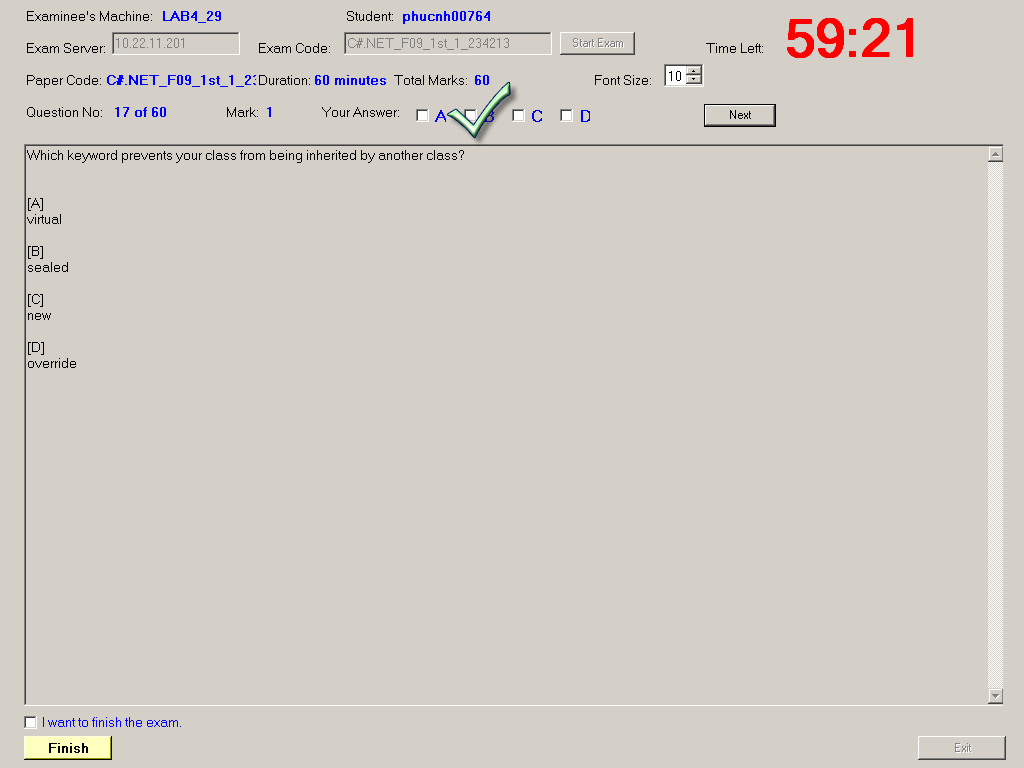 Examinee's Machine: LAB4_29 Student: phucnh00764
Exam Server: 10.22.11.201 Exam Code: C#.NET_F09_1st_1_234213 Start Exam Time Left: 59:21
Paper Code: C#.NET_F09_1st_1_23 Duration: 60 minutes Total Marks: 60 Font Size: 10
Question No: 17 of 60 Mark: 1 Your Answer: A B C D Next
Which keyword prevents your class from being inherited by another class?
[A]
virtual
[B]
sealed
[C]
new
[D]
override
I want to finish the exam.
Finish Exit